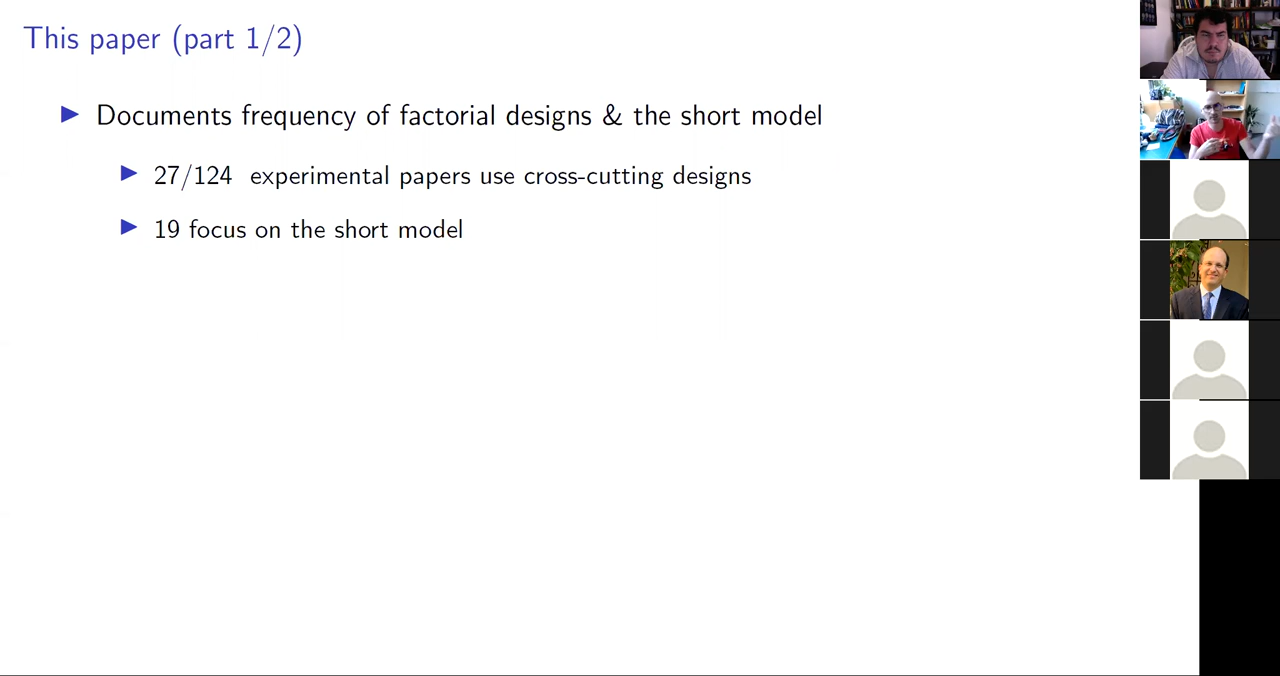 This paper (part 1/2)
Documents frequency of factorial designs & the short model
27/124 experimental papers use cross-cutting designs
19 focus on the short model